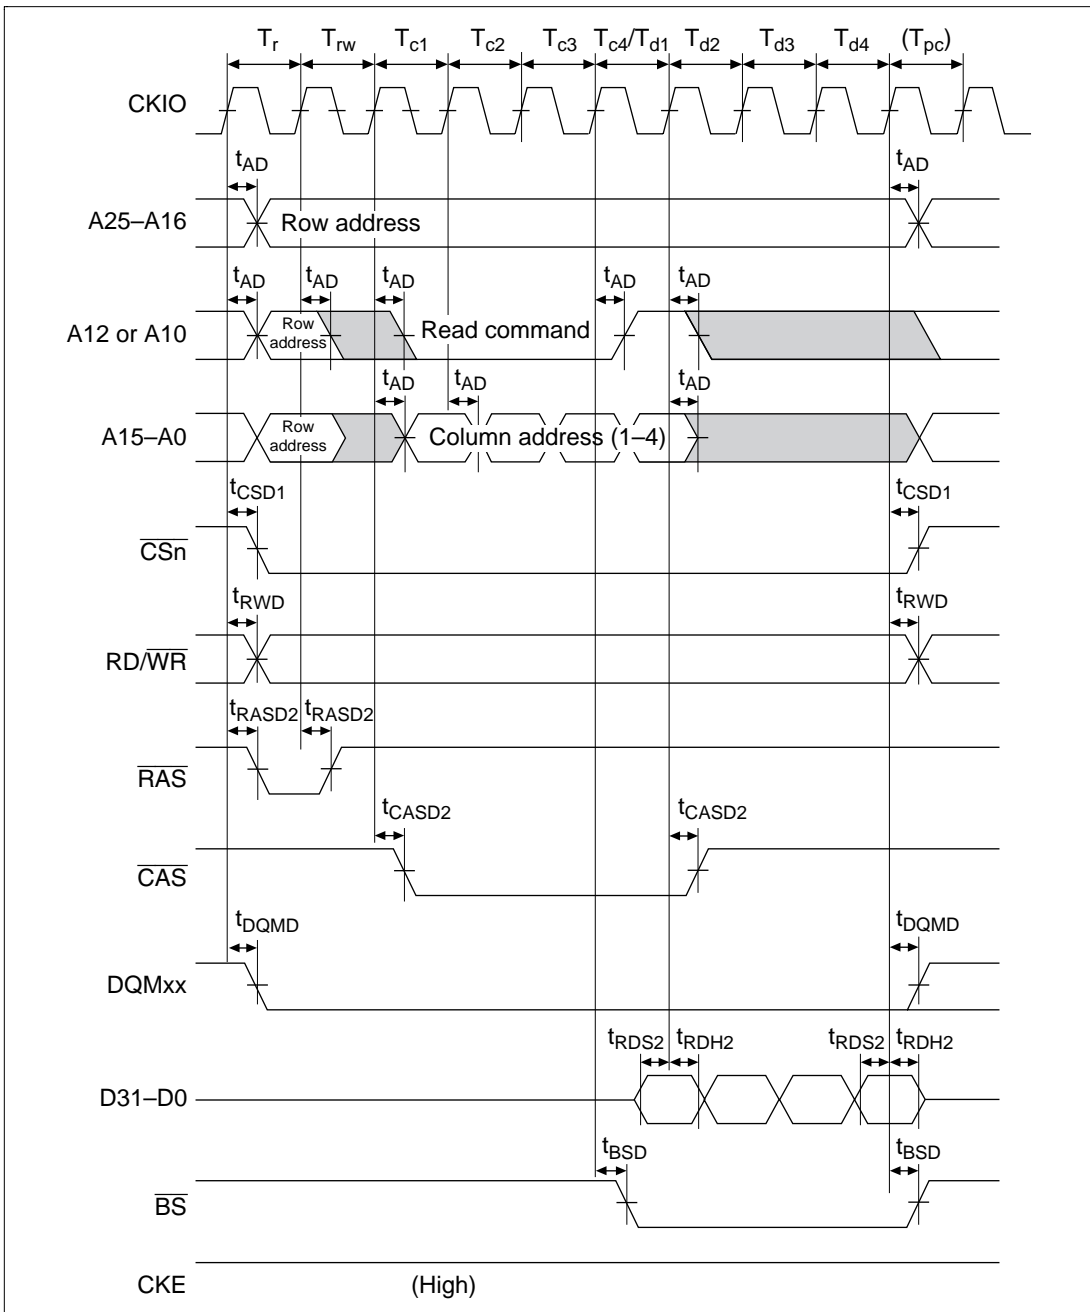 Tr Trw Tc1 Tc2 Tc3 Tc4/Td1 Td2 Td3 Td4 (Tpc)
CKIO
tAD tAD
A25–A16 Row address
tAD tAD tAD tAD tAD
A12 or A10 Row address Read command
tAD tAD tAD
A15–A0 Row address Column address (1–4)
tCSD1 tCSD1
CSn
tRWD tRWD
RD/WR
tRASD2 tRASD2
RAS
tCASD2 tCASD2
CAS
tDQMD tDQMD
DQMxx
tRDS2 tRDH2 tRDS2 tRDH2
D31–D0
tBSD tBSD
BS
CKE (High)